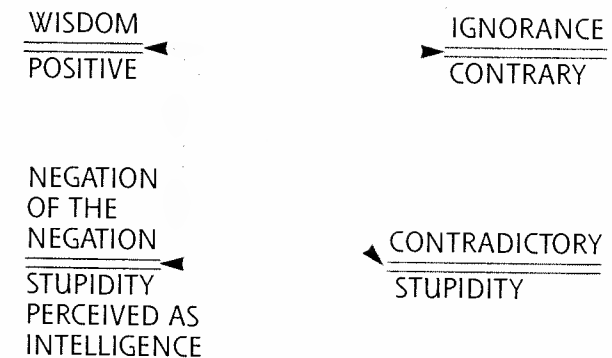 WISDOM
POSITIVE
IGNORANCE
CONTRARY
NEGATION
OF THE
NEGATION
STUPIDITY
PERCEIVED AS
INTELLIGENCE
CONTRADICTORY
STUPIDITY